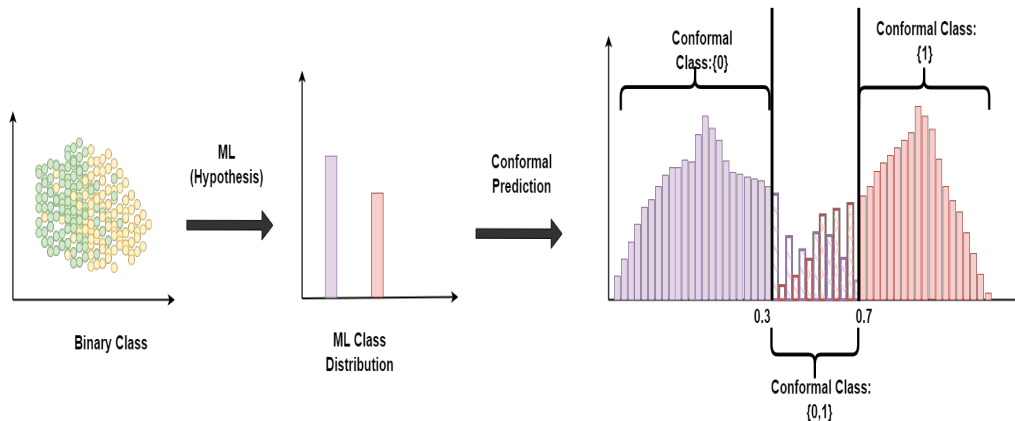 Binary Class
ML
(Hypothesis)
ML Class
Distribution
Conformal
Prediction
Conformal
Class:{0}
Conformal Class:
{1}
0.3
0.7
Conformal Class:
{0,1}